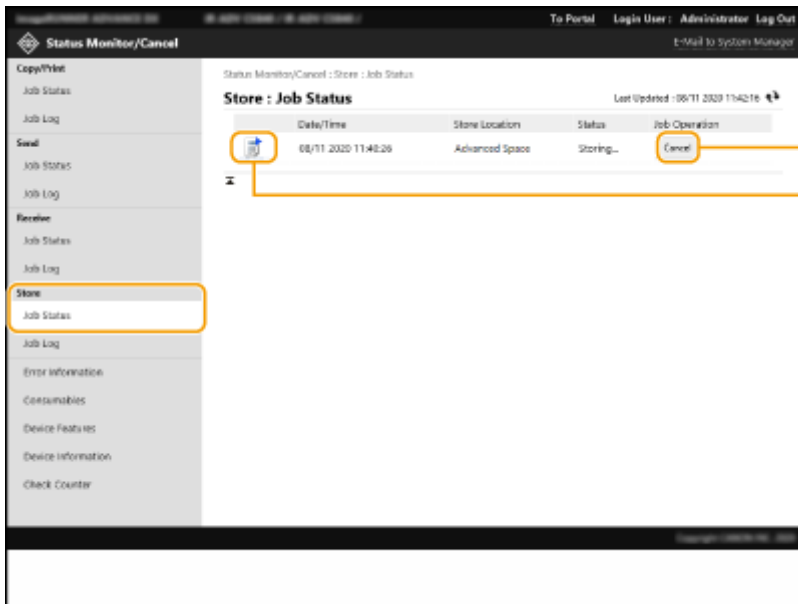 To Portal Login User: Administrator Log Out
Status Monitor/Cancel
E-Mail to System Manager
Copy/Print
Job Status
Job Log
Send
Job Status
Job Log
Receive
Job Status
Job Log
Store
Job Status
Job Log
Error Information
Consumables
Device Features
Device Information
Check Counter
Status Monitor/Cancel : Store : Job Status
Store : Job Status
Last Updated : 08/11 2020 11:42:16
Date/Time Store Location Status Job Operation
08/11 2020 11:40:26 Advanced Space Storing... Cancel